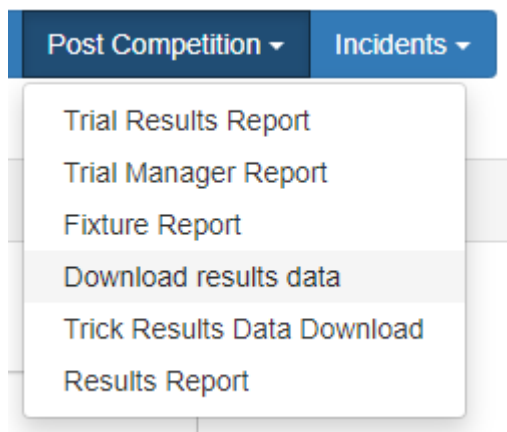 Post Competition Incidents
Trial Results Report
Trial Manager Report
Fixture Report
Download results data
Trick Results Data Download
Results Report